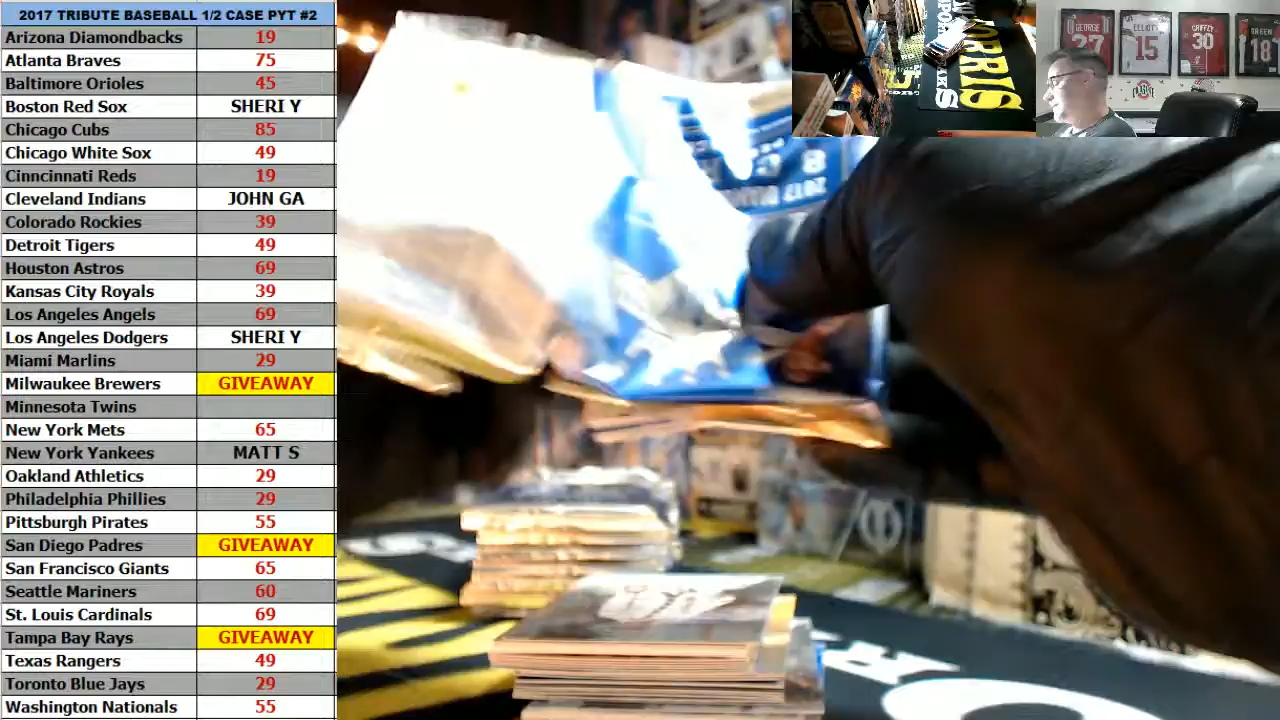 2017 TRIBUTE BASEBALL 1/2 CASE PYT #2
Arizona Diamondbacks 19
Atlanta Braves 75
Baltimore Orioles 45
Boston Red Sox SHERI Y
Chicago Cubs 85
Chicago White Sox 49
Cinncinnati Reds 19
Cleveland Indians JOHN GA
Colorado Rockies 39
Detroit Tigers 49
Houston Astros 69
Kansas City Royals 39
Los Angeles Angels 69
Los Angeles Dodgers SHERI Y
Miami Marlins 29
Milwaukee Brewers GIVEAWAY
Minnesota Twins
New York Mets 65
New York Yankees MATT S
Oakland Athletics 29
Philadelphia Phillies 29
Pittsburgh Pirates 55
San Diego Padres GIVEAWAY
San Francisco Giants 65
Seattle Mariners 60
St. Louis Cardinals 69
Tampa Bay Rays GIVEAWAY
Texas Rangers 49
Toronto Blue Jays 29
Washington Nationals 55
GEORGE
27
ELLIOTT
15
30
GREEN
18
ORRIS
2017